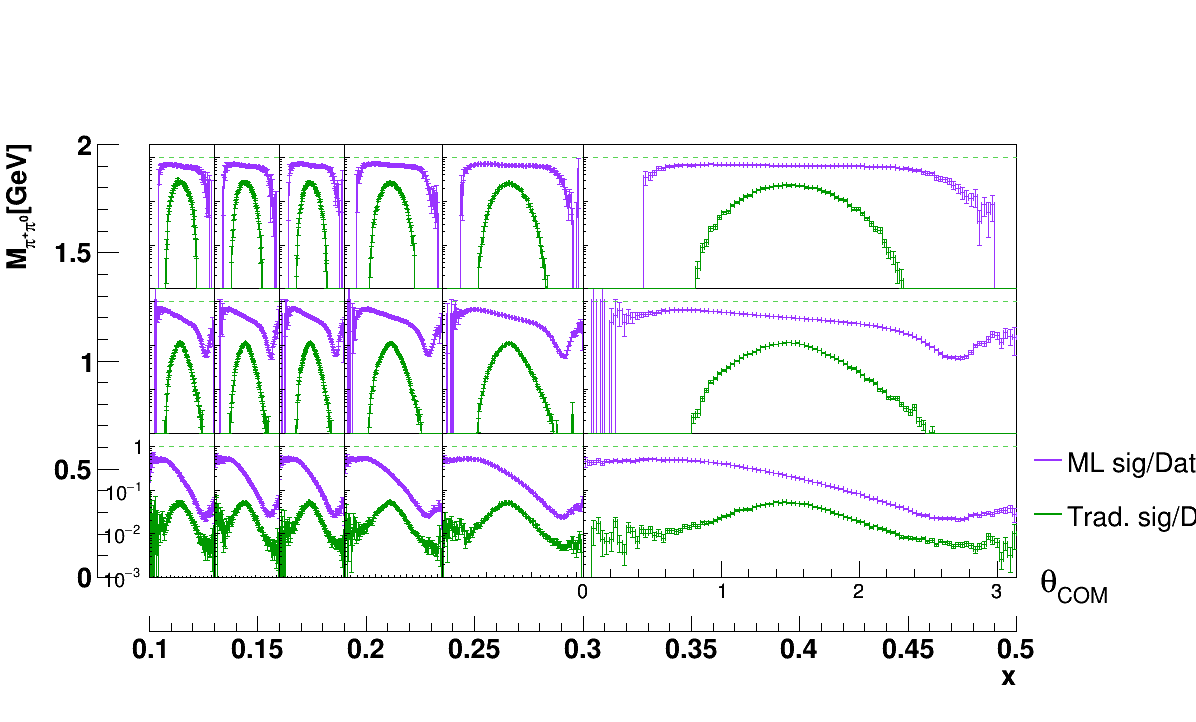 M_{π⁺π⁰}[GeV]
2
1.5
1
0.5
0
1
10⁻¹
10⁻²
10⁻³
0 1 2 3
θ_{COM}
ML sig/Dat
Trad. sig/D
0.1 0.15 0.2 0.25 0.3 0.35 0.4 0.45 0.5
x